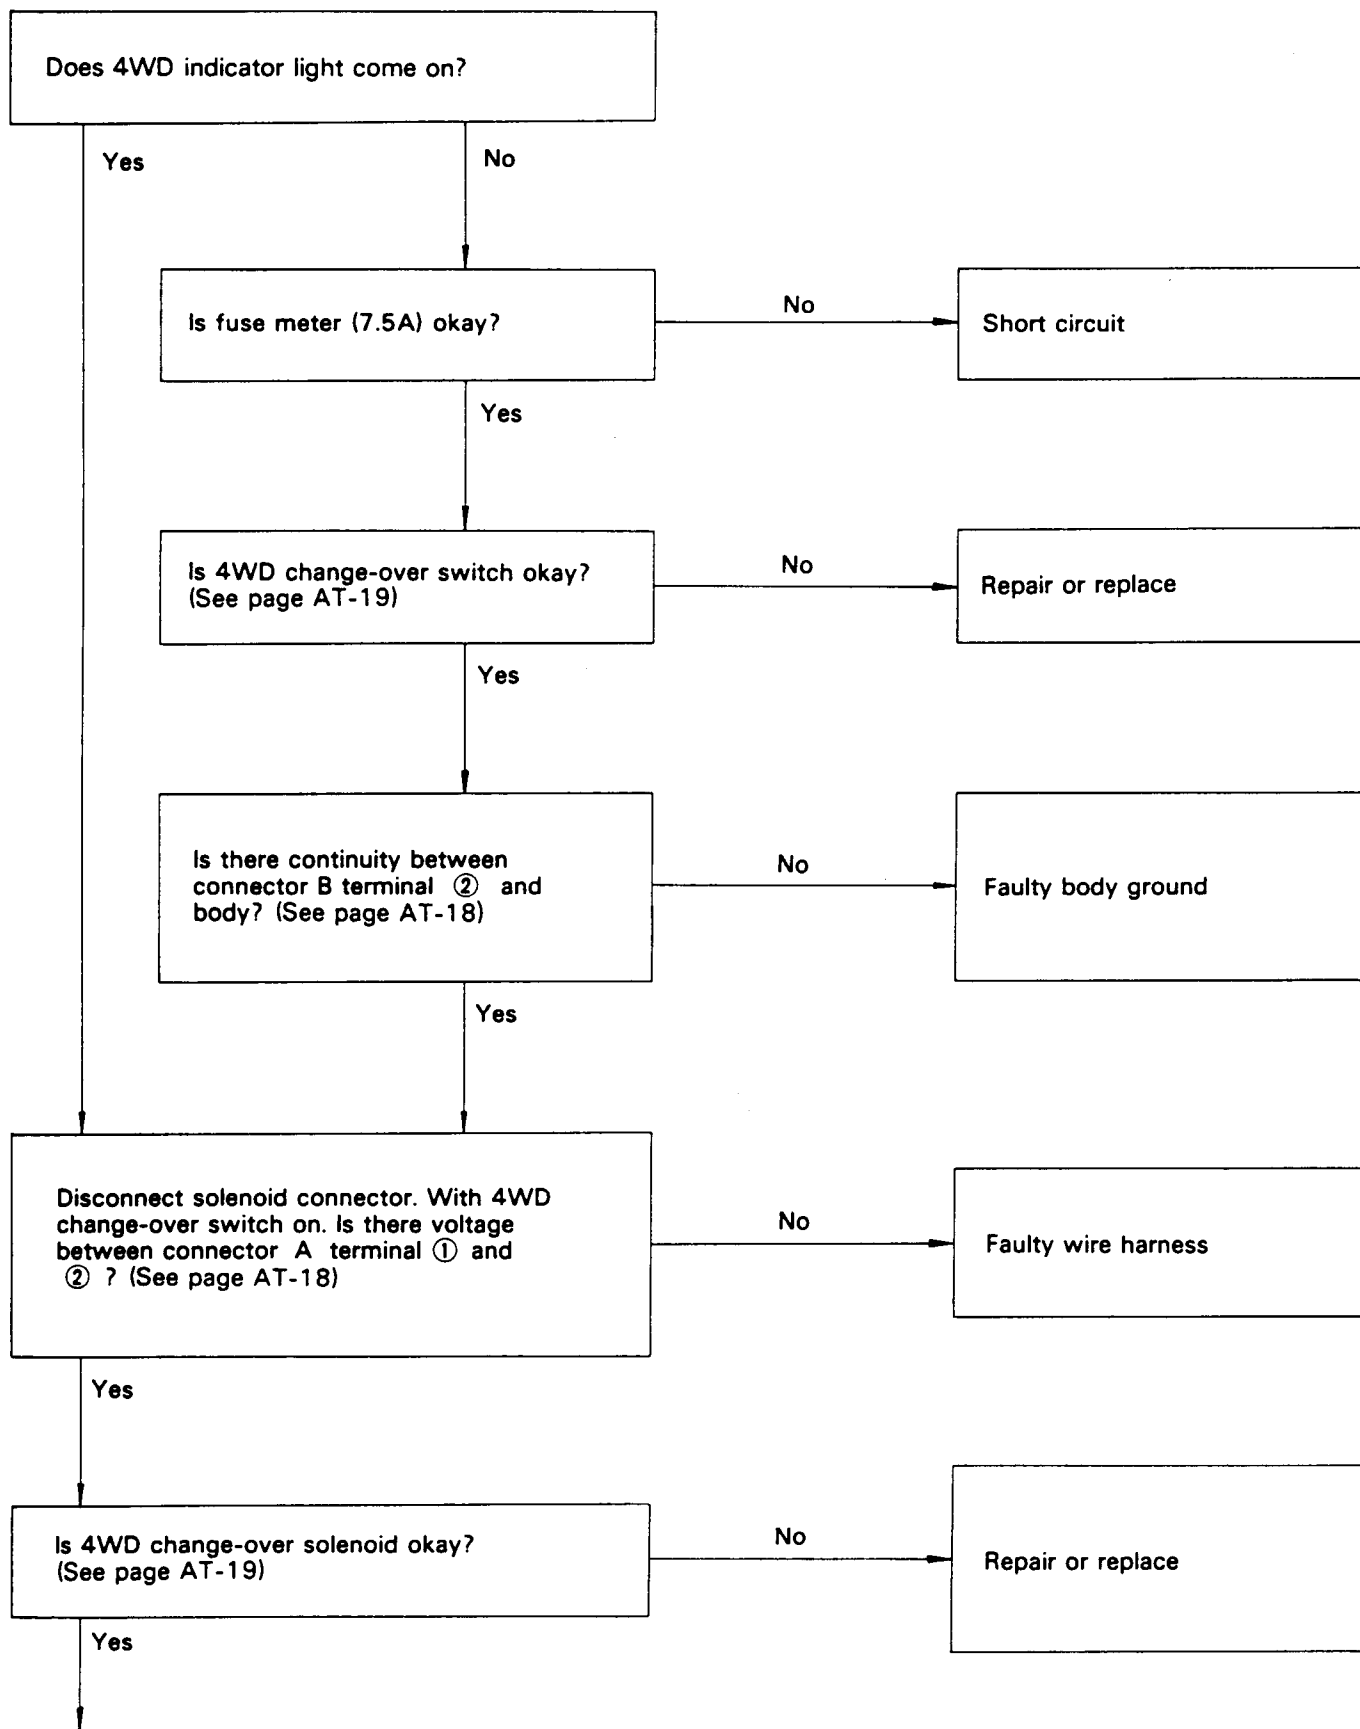 Does 4WD indicator light come on?
Yes
No
Is fuse meter (7.5A) okay?
No
Short circuit
Yes
Is 4WD change-over switch okay?
(See page AT-19)
No
Repair or replace
Yes
Is there continuity between
connector B terminal ② and
body? (See page AT-18)
No
Faulty body ground
Yes
Disconnect solenoid connector. With 4WD
change-over switch on. Is there voltage
between connector A terminal ① and
② ? (See page AT-18)
No
Faulty wire harness
Yes
Is 4WD change-over solenoid okay?
(See page AT-19)
No
Repair or replace
Yes